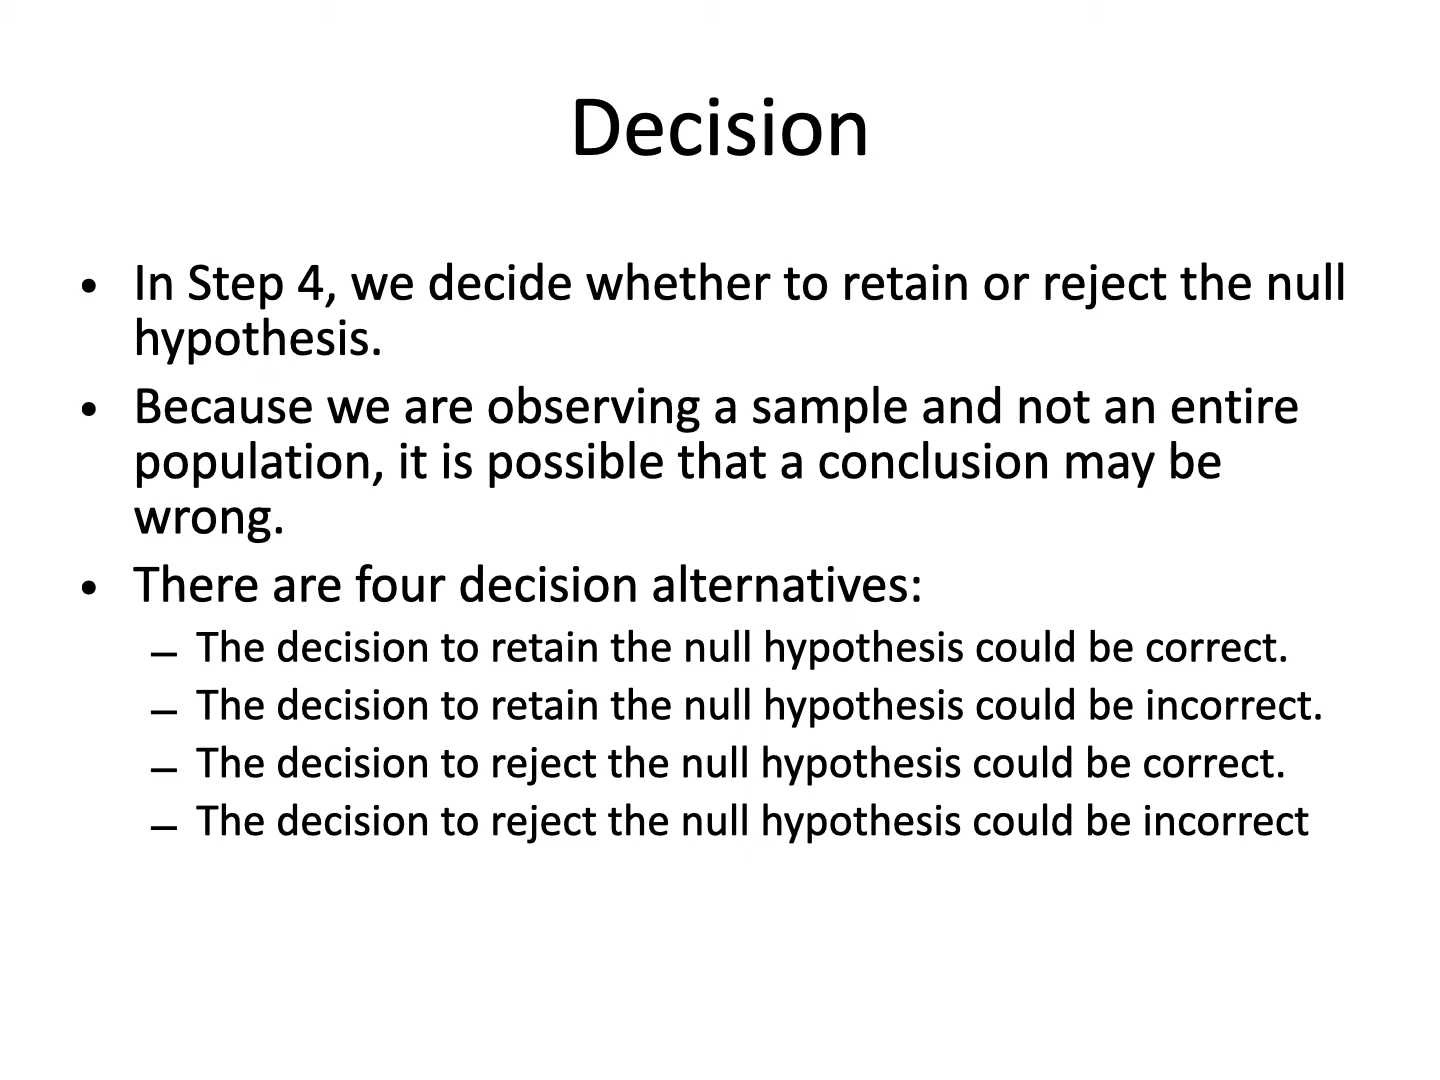 Decision
• In Step 4, we decide whether to retain or reject the null
hypothesis.
• Because we are observing a sample and not an entire
population, it is possible that a conclusion may be
wrong.
• There are four decision alternatives:
– The decision to retain the null hypothesis could be correct.
– The decision to retain the null hypothesis could be incorrect.
– The decision to reject the null hypothesis could be correct.
– The decision to reject the null hypothesis could be incorrect